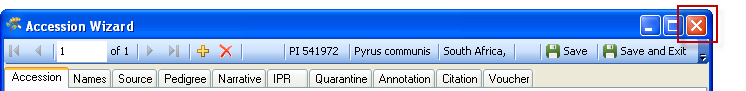 Accession Wizard
1 of 1 PI 541972 Pyrus communis South Africa, Save Save and Exit
Accession Names Source Pedigree Narrative IPR Quarantine Annotation Citation Voucher